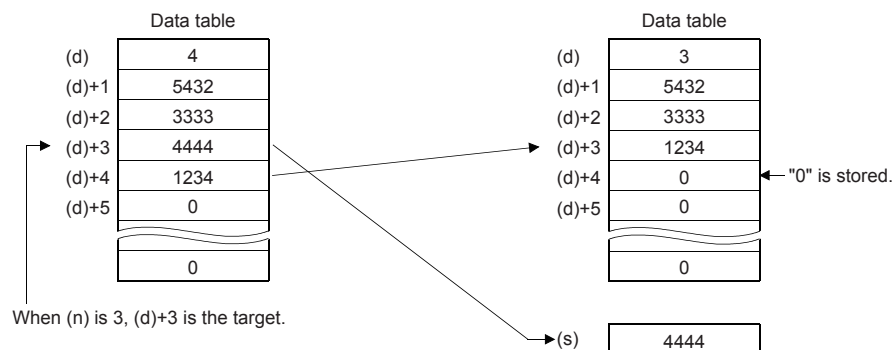 Data table
Data table
(d) 4
(d)+1 5432
(d)+2 3333
(d)+3 4444
(d)+4 1234
(d)+5 0
0
(d) 3
(d)+1 5432
(d)+2 3333
(d)+3 1234
(d)+4 0
"0" is stored.
(d)+5 0
0
When (n) is 3, (d)+3 is the target.
(s) 4444